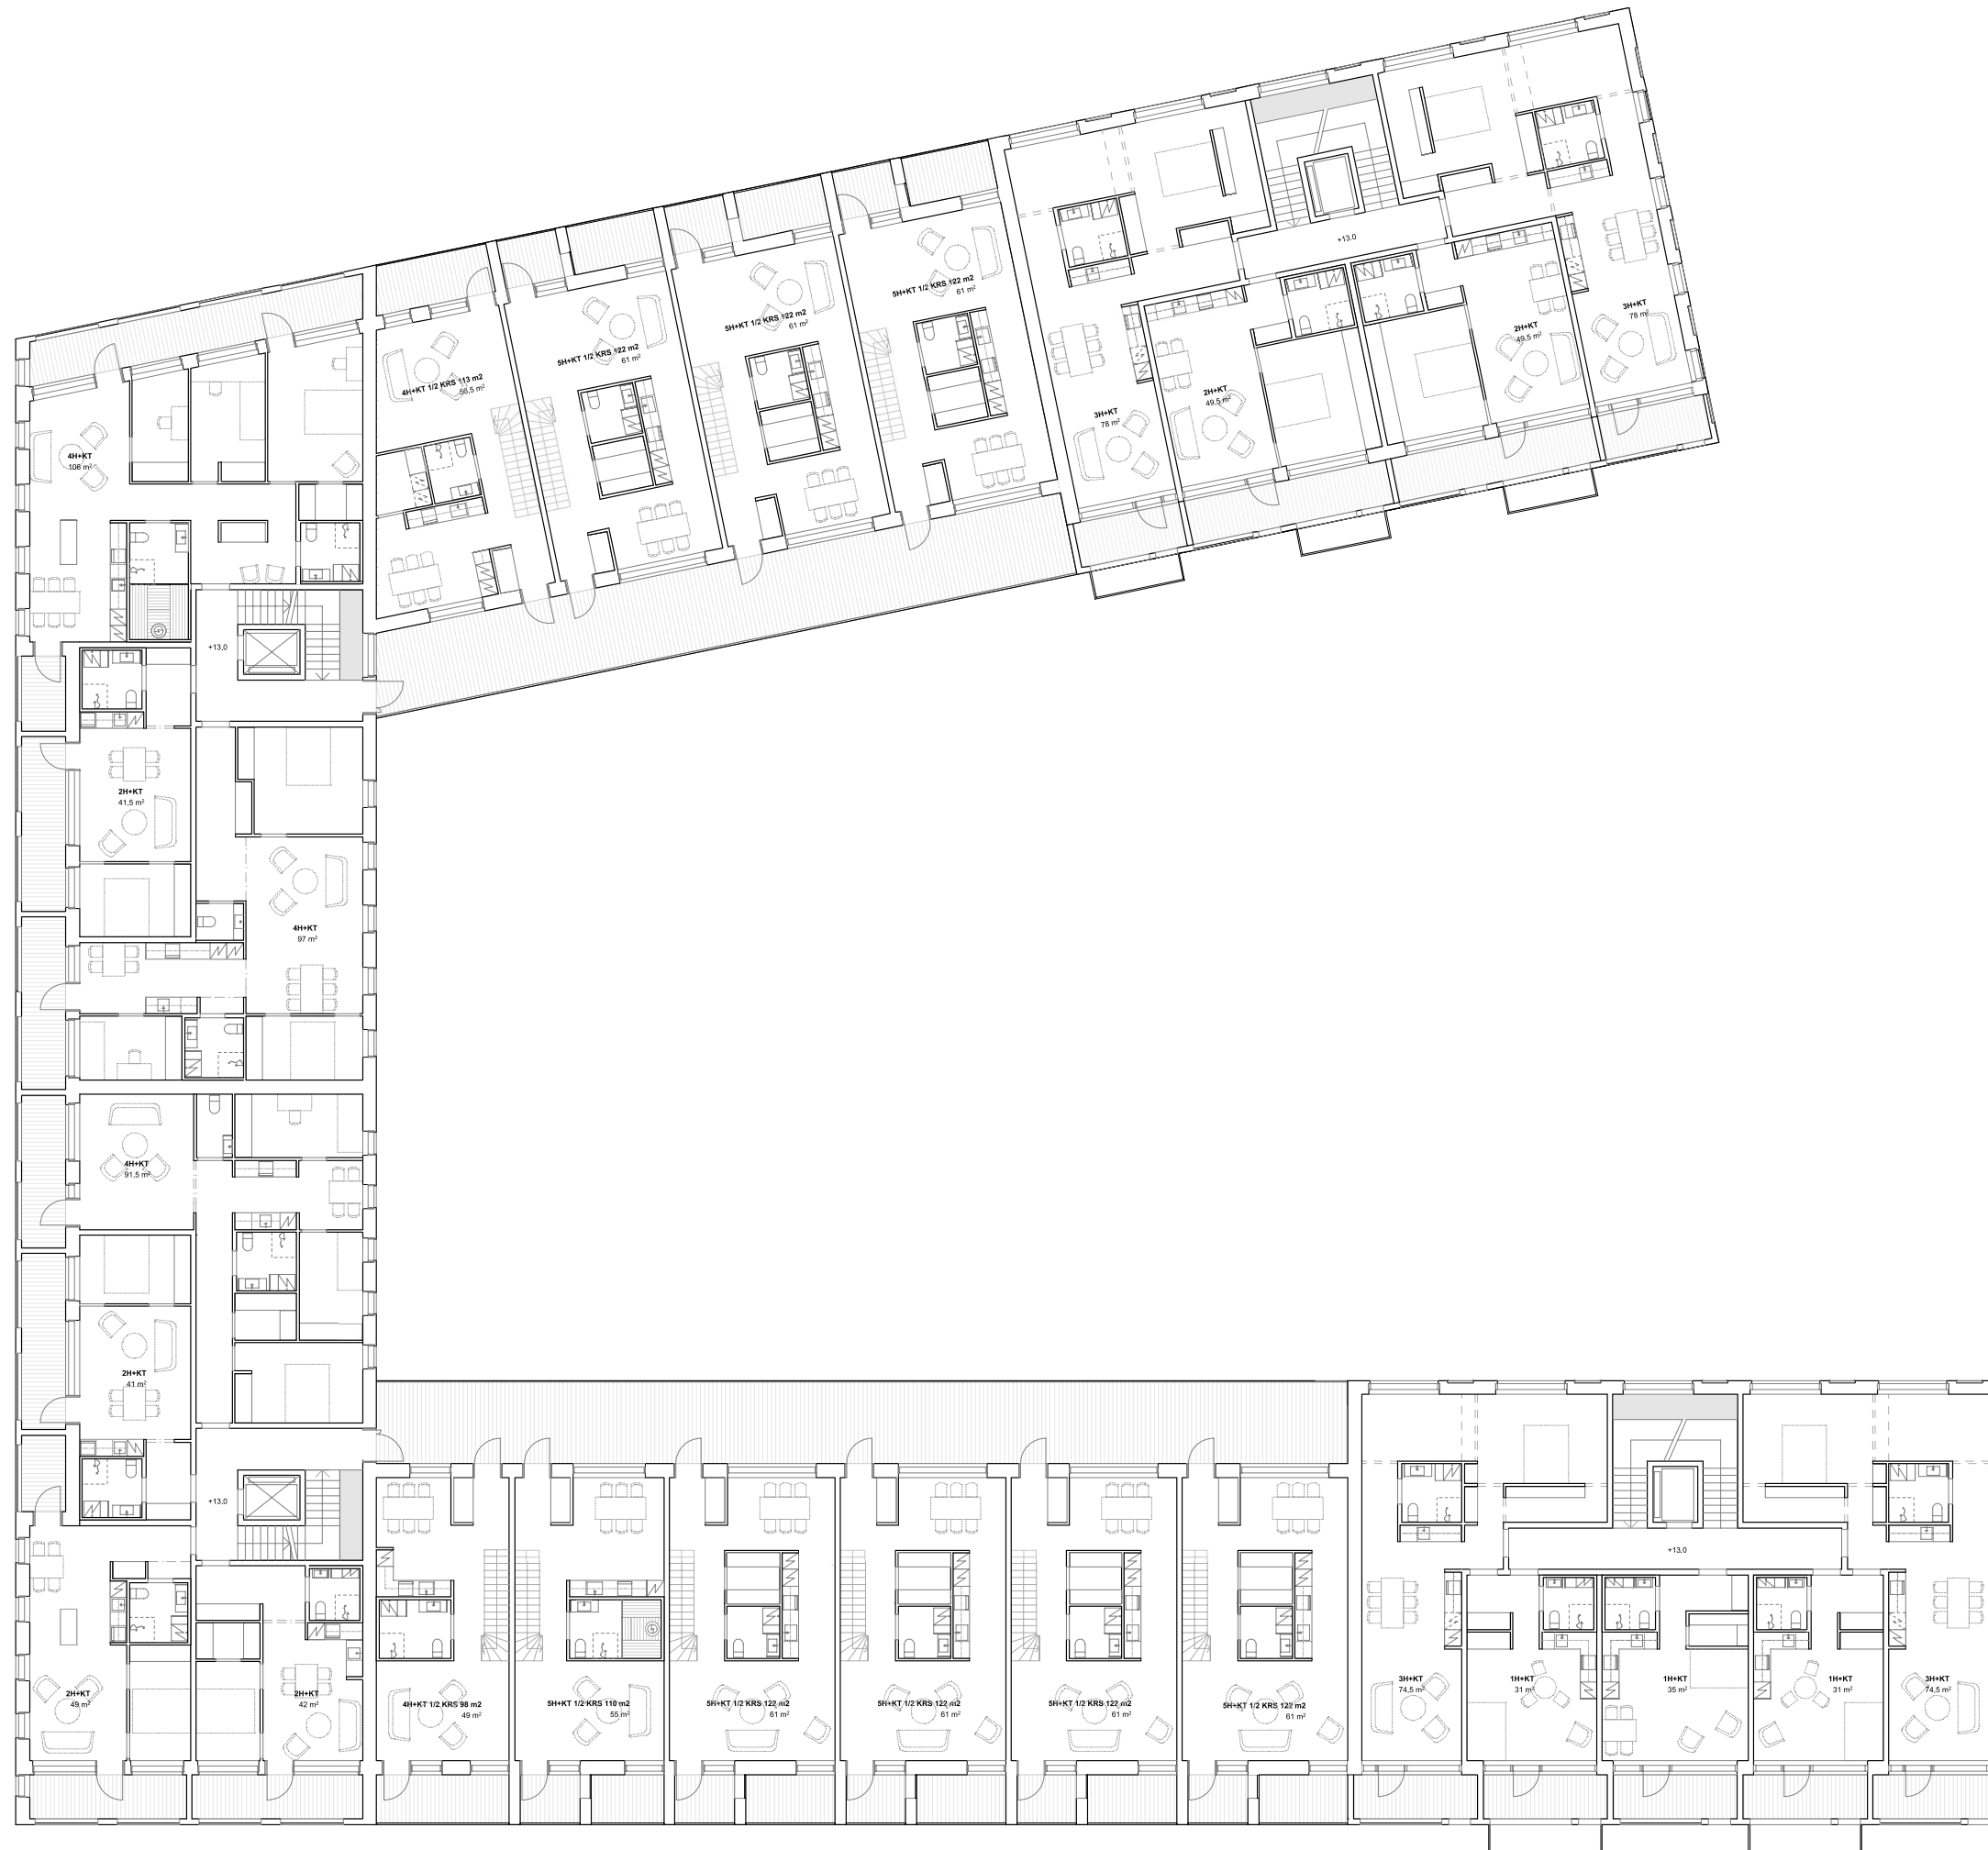 +13.0
3H+KT
78 m²
2H+KT
49,5 m²
5H+KT 1/2 KRS 122 m2
61 m²
5H+KT 1/2 KRS 122 m2
61 m²
5H+KT 1/2 KRS 122 m2
61 m²
4H+KT 1/2 KRS 113 m2
56,5 m²
2H+KT
49,5 m²
3H+KT
78 m²
4H+KT
106 m²
+13.0
2H+KT
41,5 m²
4H+KT
97 m²
4H+KT
91,5 m²
2H+KT
41 m²
+13.0
+13.0
2H+KT
49 m²
2H+KT
42 m²
4H+KT 1/2 KRS 98 m2
49 m²
5H+KT 1/2 KRS 110 m2
55 m²
5H+KT 1/2 KRS 122 m2
61 m²
5H+KT 1/2 KRS 122 m2
61 m²
5H+KT 1/2 KRS 122 m2
61 m²
5H+KT 1/2 KRS 122 m2
61 m²
3H+KT
74,5 m²
1H+KT
31 m²
1H+KT
35 m²
1H+KT
31 m²
3H+KT
74,5 m²